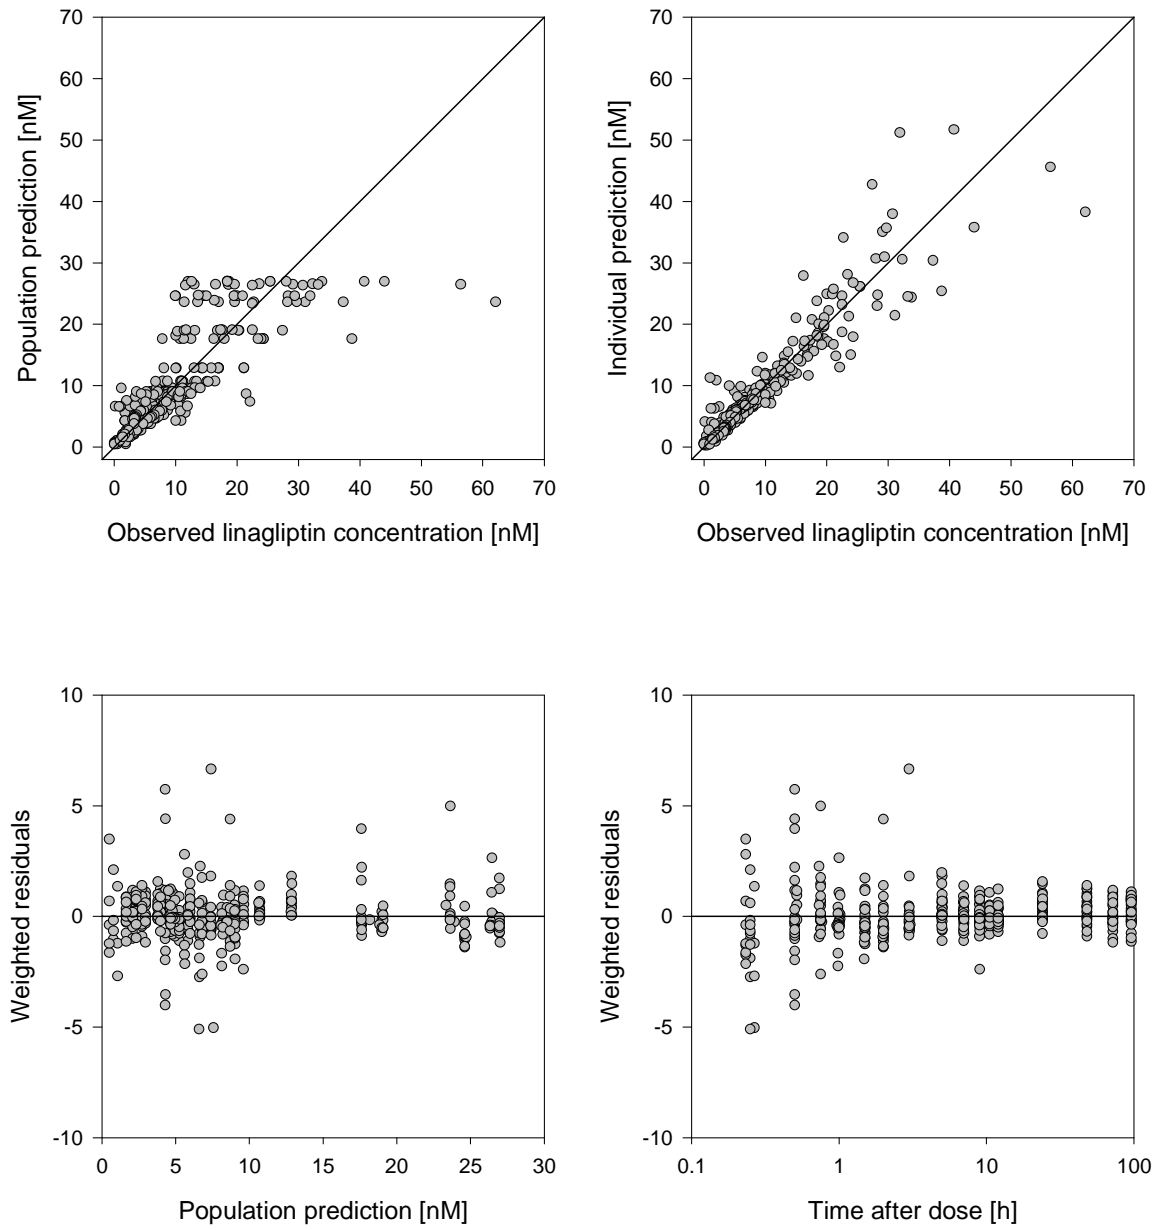 70
60
50
40
30
20
10
0
Population prediction [nM]
0 10 20 30 40 50 60 70
Observed linagliptin concentration [nM]
70
60
50
40
30
20
10
0
Individual prediction [nM]
0 10 20 30 40 50 60 70
Observed linagliptin concentration [nM]
10
5
0
-5
-10
Weighted residuals
0 5 10 15 20 25 30
Population prediction [nM]
10
5
0
-5
-10
Weighted residuals
0.1 1 10 100
Time after dose [h]